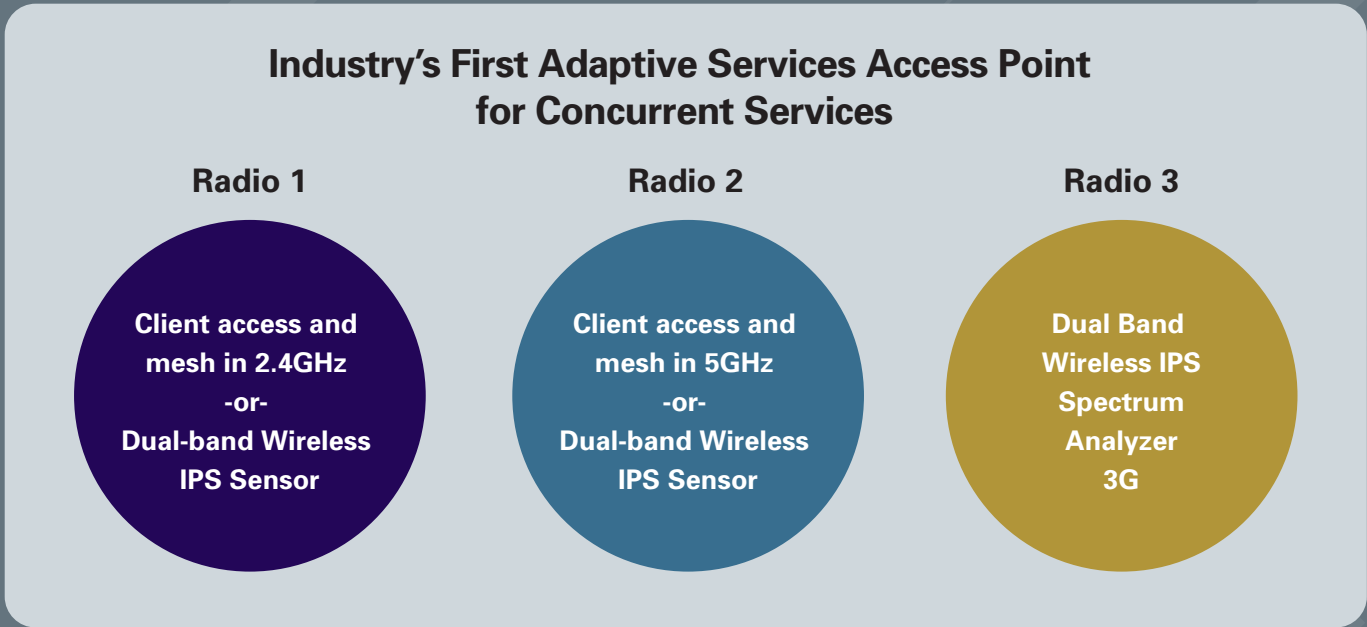 Industry’s First Adaptive Services Access Point
for Concurrent Services
Radio 1
Client access and
mesh in 2.4GHz
-or-
Dual-band Wireless
IPS Sensor
Radio 2
Client access and
mesh in 5GHz
-or-
Dual-band Wireless
IPS Sensor
Radio 3
Dual Band
Wireless IPS
Spectrum
Analyzer
3G